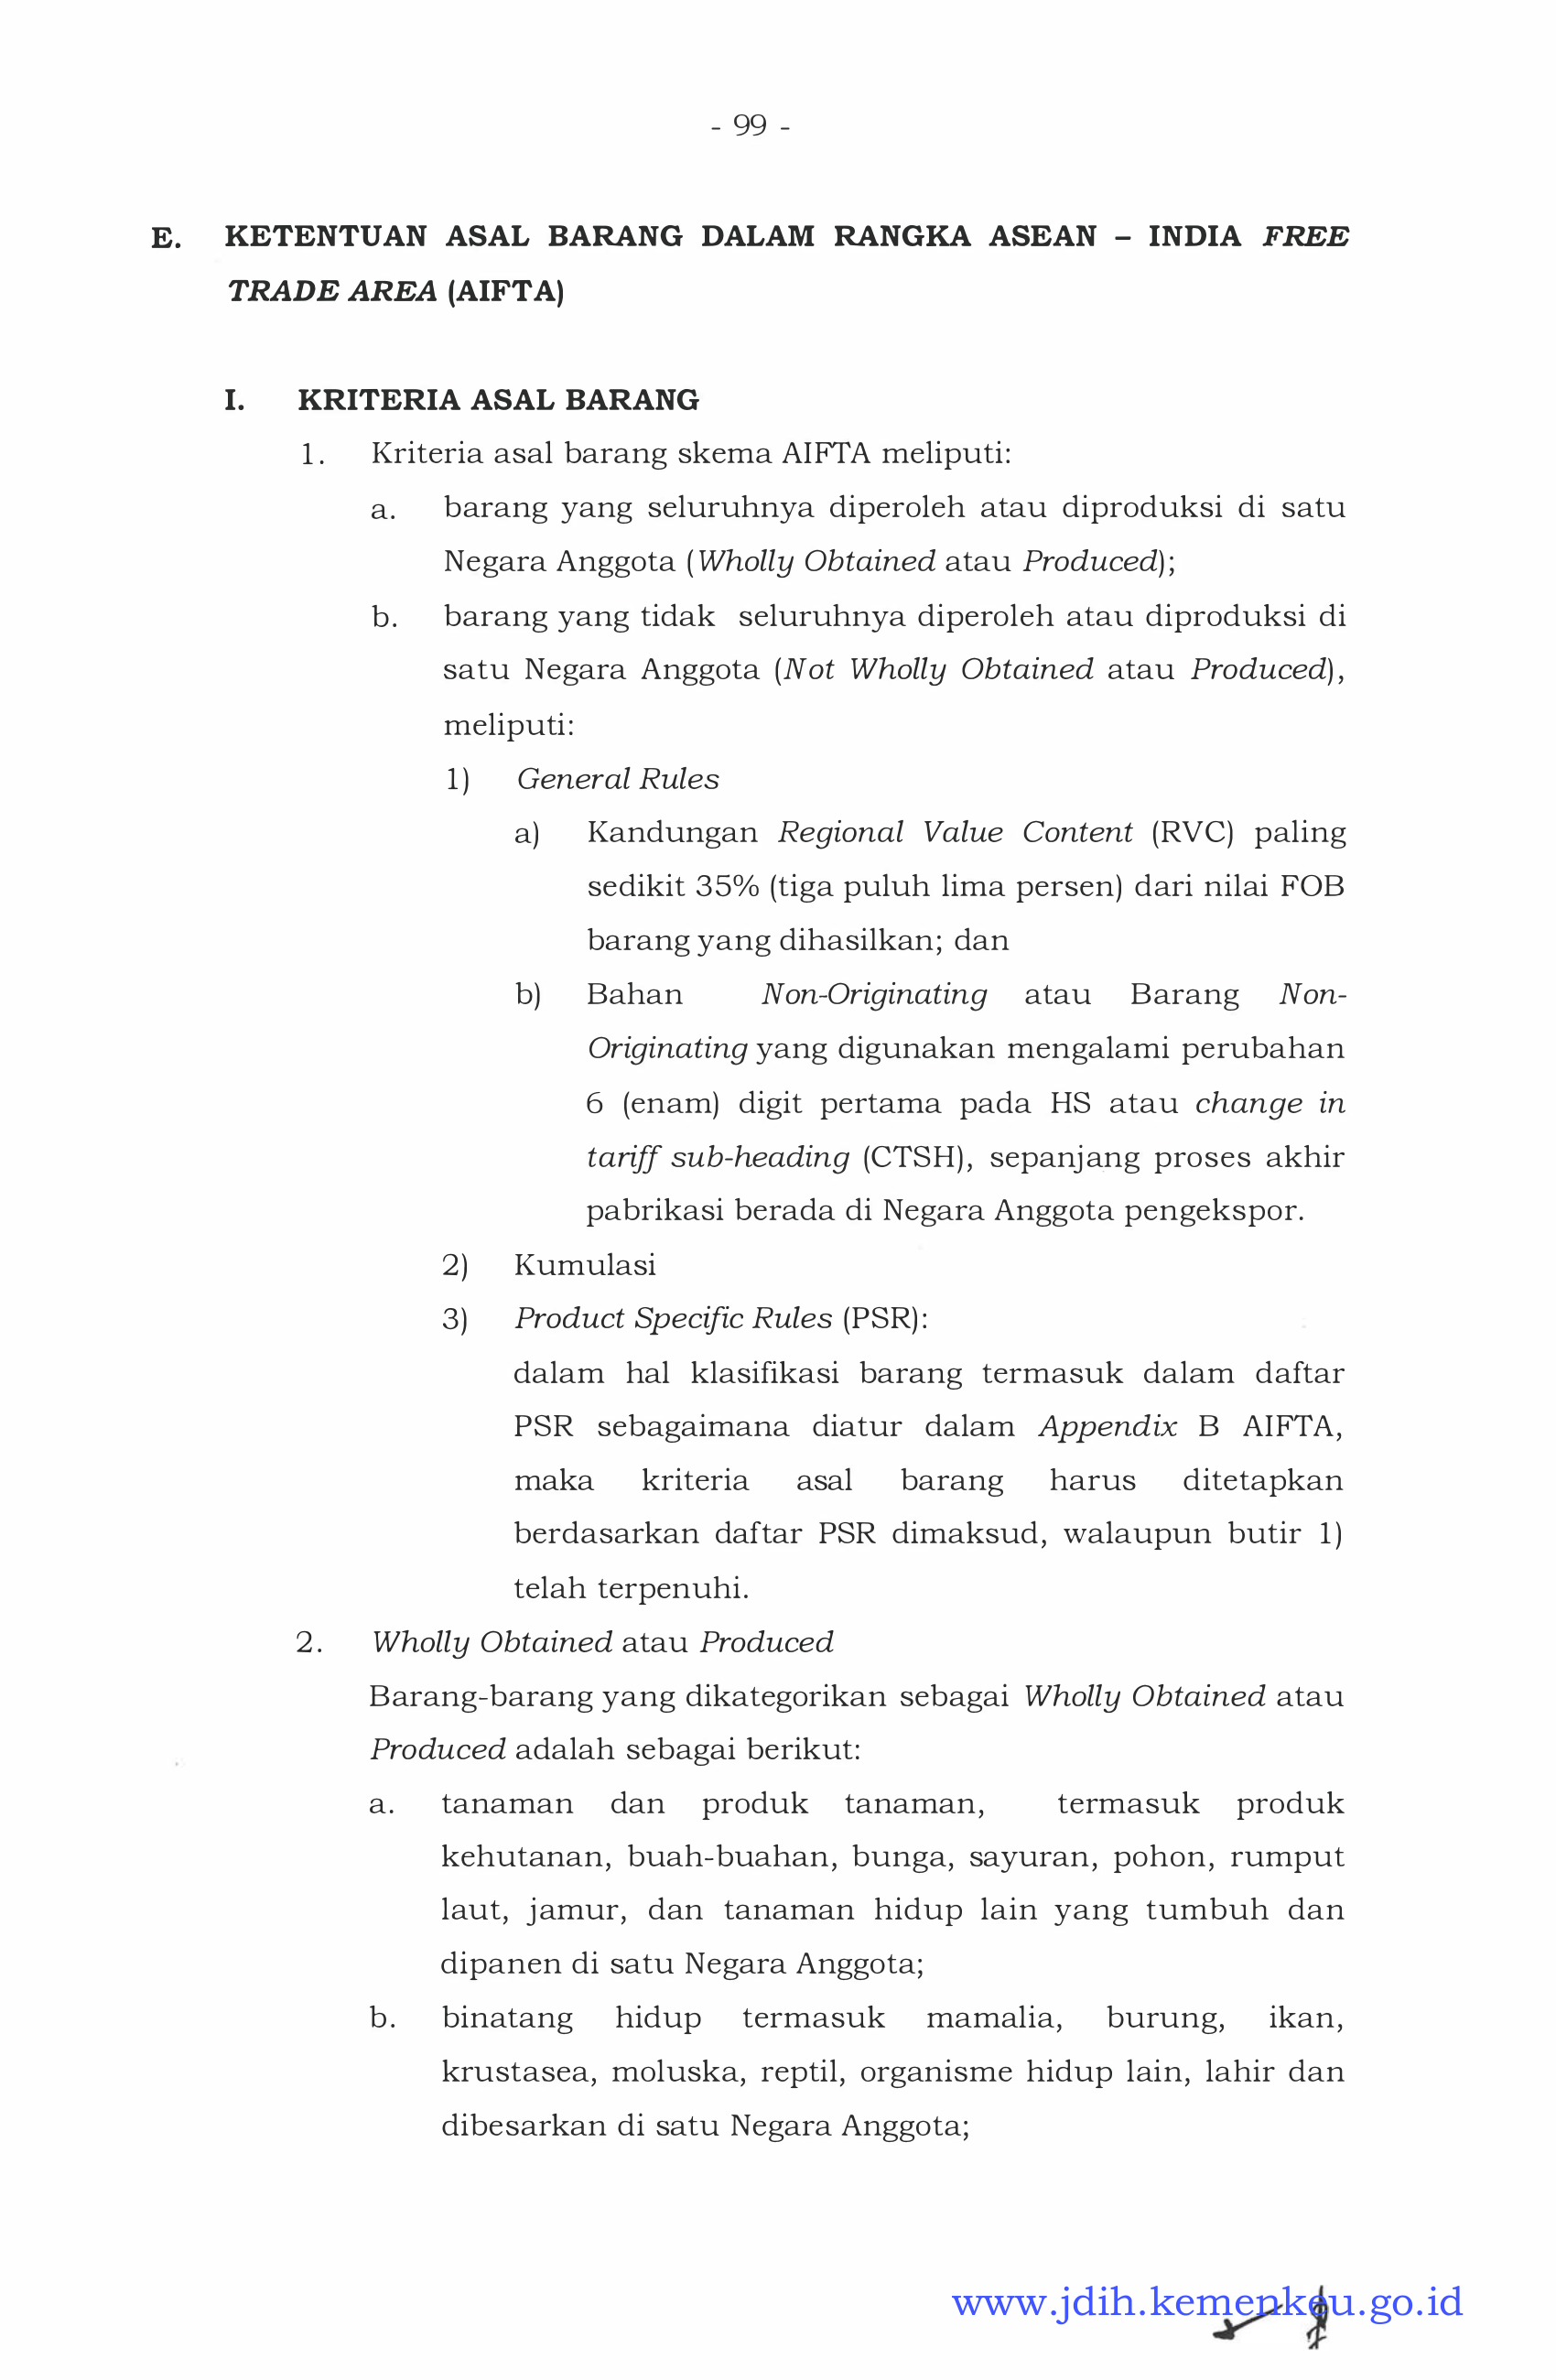 - 99 -
E. KETENTUAN ASAL BARANG DALAM RANGKA ASEAN – INDIA FREE
TRADE AREA (AIFTA)
I. KRITERIA ASAL BARANG
1. Kriteria asal barang skema AIFTA meliputi:
a. barang yang seluruhnya diperoleh atau diproduksi di satu
Negara Anggota (Wholly Obtained atau Produced);
b. barang yang tidak seluruhnya diperoleh atau diproduksi di
satu Negara Anggota (Not Wholly Obtained atau Produced),
meliputi:
1) General Rules
a) Kandungan Regional Value Content (RVC) paling
sedikit 35% (tiga puluh lima persen) dari nilai FOB
barang yang dihasilkan; dan
b) Bahan Non-Originating atau Barang Non-
Originating yang digunakan mengalami perubahan
6 (enam) digit pertama pada HS atau change in
tariff sub-heading (CTSH), sepanjang proses akhir
pabrikasi berada di Negara Anggota pengekspor.
2) Kumulasi
3) Product Specific Rules (PSR):
dalam hal klasifikasi barang termasuk dalam daftar
PSR sebagaimana diatur dalam Appendix B AIFTA,
maka kriteria asal barang harus ditetapkan
berdasarkan daftar PSR dimaksud, walaupun butir 1)
telah terpenuhi.
2. Wholly Obtained atau Produced
Barang-barang yang dikategorikan sebagai Wholly Obtained atau
Produced adalah sebagai berikut:
a. tanaman dan produk tanaman, termasuk produk
kehutanan, buah-buahan, bunga, sayuran, pohon, rumput
laut, jamur, dan tanaman hidup lain yang tumbuh dan
dipanen di satu Negara Anggota;
b. binatang hidup termasuk mamalia, burung, ikan,
krustasea, moluska, reptil, organisme hidup lain, lahir dan
dibesarkan di satu Negara Anggota;
www.jdih.kemenkeu.go.id